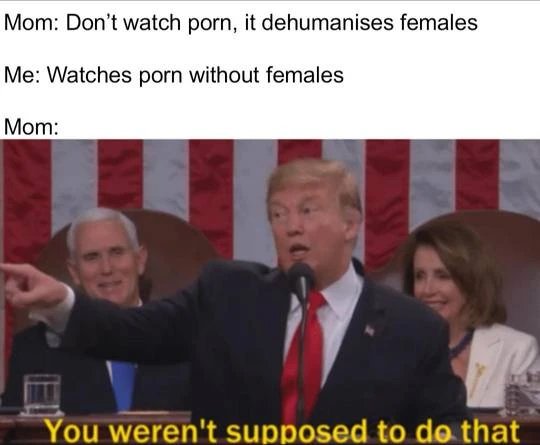 Mom: Don’t watch porn, it dehumanises females
Me: Watches porn without females
Mom:
You weren't supposed to do that